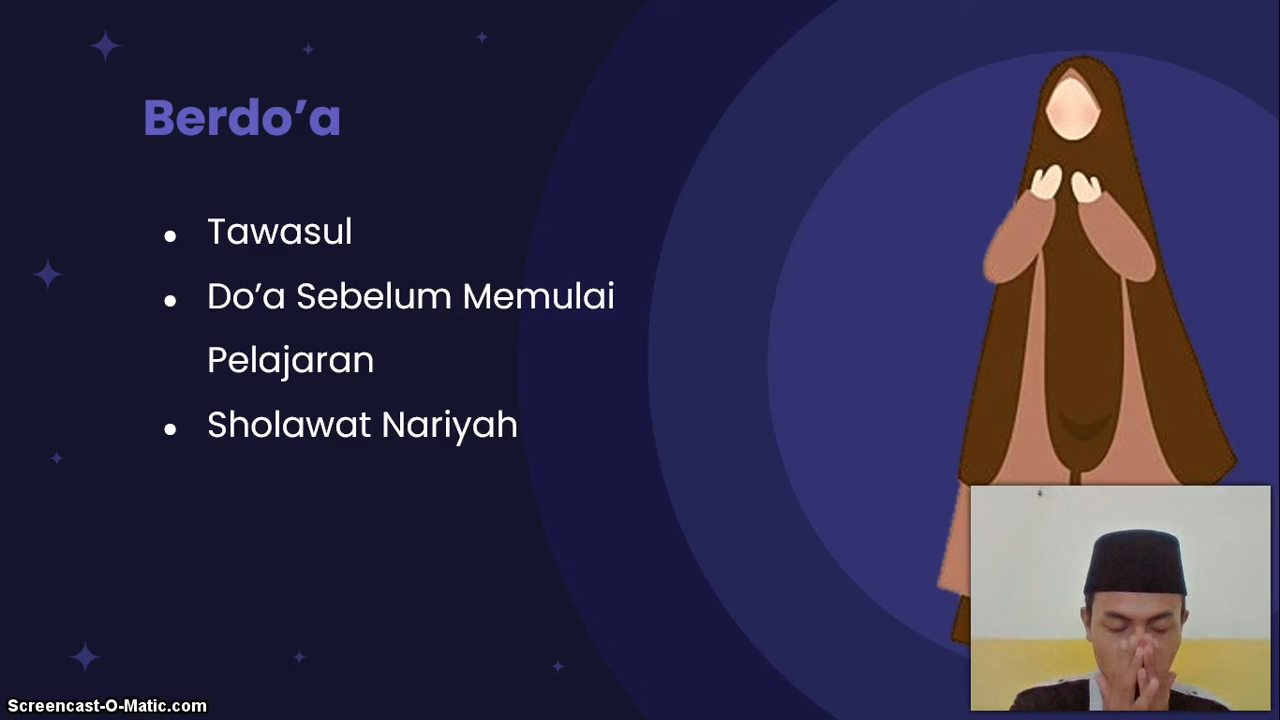 Berdo’a
● Tawasul
● Do’a Sebelum Memulai
Pelajaran
● Sholawat Nariyah
Screencast-O-Matic.com